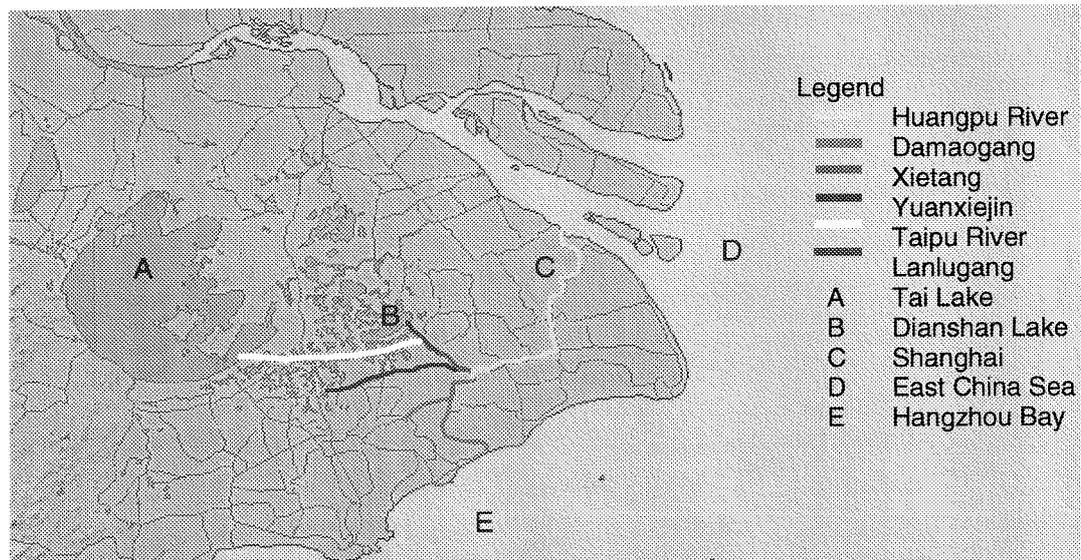 Legend
Huangpu River
Damaogang
Xietang
Yuanxiejin
Taipu River
Lanlugang
A Tai Lake
B Dianshan Lake
C Shanghai
D East China Sea
E Hangzhou Bay
A
B
C
D
E